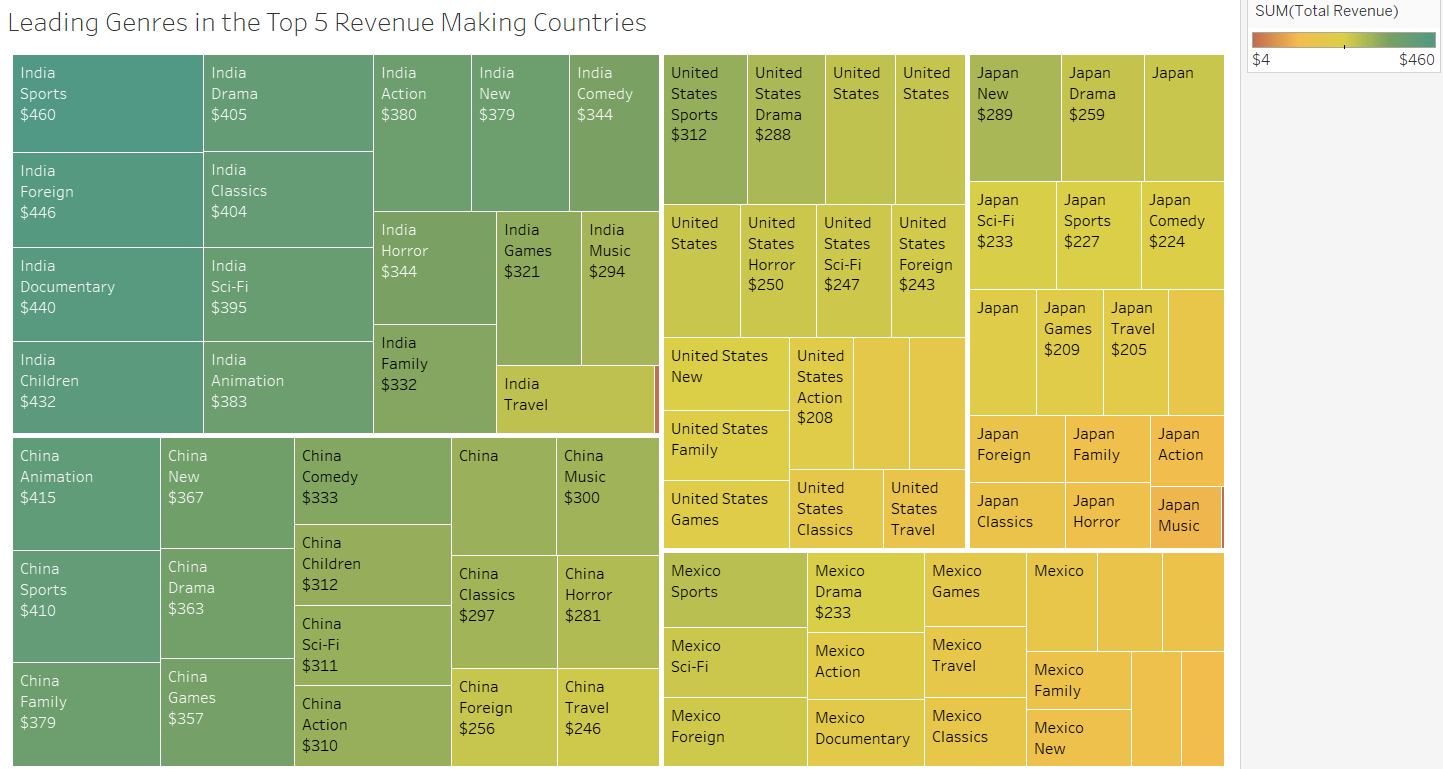 Leading Genres in the Top 5 Revenue Making Countries
SUM(Total Revenue)
$4
$460
India
Sports
$460
India
Foreign
$446
India
Documentary
$440
India
Children
$432
India
Drama
$405
India
Classics
$404
India
Sci-Fi
$395
India
Animation
$383
India
Action
$380
India
New
$379
India
Comedy
$344
India
Horror
$344
India
Family
$332
India
Games
$321
India
Music
$294
India
Travel
China
Animation
$415
China
Sports
$410
China
Family
$379
China
New
$367
China
Drama
$363
China
Games
$357
China
Comedy
$333
China
Children
$312
China
Sci-Fi
$311
China
Action
$310
China
China
Music
$300
China
Classics
$297
China
Horror
$281
China
Foreign
$256
China
Travel
$246
United
States
Sports
$312
United
States
Drama
$288
United
States
United
States
United
States
United
States
Horror
$250
United
States
Sci-Fi
$247
United
States
Foreign
$243
United States
New
United States
Family
United States
Games
United
States
Action
$208
United
States
Classics
United
States
Travel
Japan
New
$289
Japan
Drama
$259
Japan
Japan
Sci-Fi
$233
Japan
Sports
$227
Japan
Comedy
$224
Japan
Japan
Games
$209
Japan
Travel
$205
Japan
Foreign
Japan
Family
Japan
Action
Japan
Classics
Japan
Horror
Japan
Music
Mexico
Sports
Mexico
Sci-Fi
Mexico
Foreign
Mexico
Drama
$233
Mexico
Action
Mexico
Documentary
Mexico
Games
Mexico
Travel
Mexico
Classics
Mexico
Mexico
Family
Mexico
New